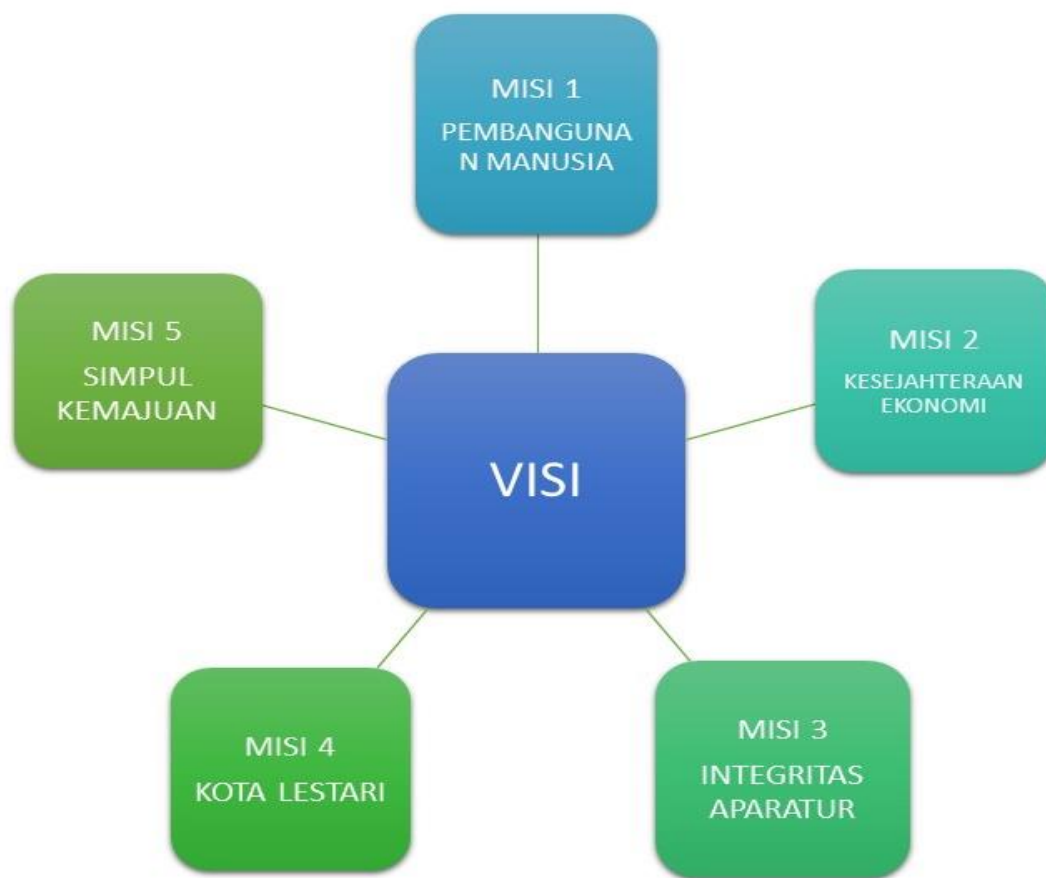 MISI 1
PEMBANGUNA
N MANUSIA
MISI 5
SIMPUL
KEMAJUAN
MISI 2
KESEJAHTERAAN
EKONOMI
VISI
MISI 4
KOTA LESTARI
MISI 3
INTEGRITAS
APARATUR